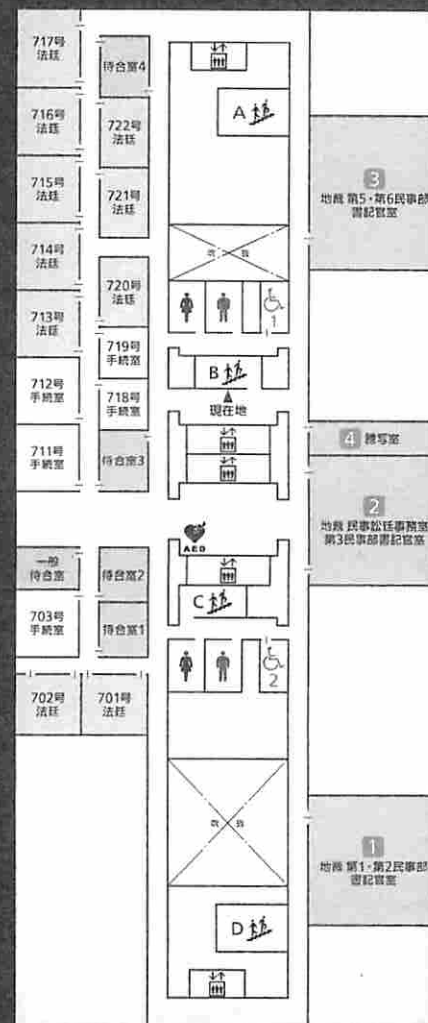 717号
法廷
716号
法廷
715号
法廷
714号
法廷
713号
法廷
712号
手続室
711号
手続室
一般
待合室
703号
手続室
702号
法廷
701号
法廷
待合室4
722号
法廷
721号
法廷
720号
法廷
719号
手続室
718号
手続室
待合室3
待合室2
待合室1
A
吹 抜
1
B
現在地
AED
C
2
吹 抜
D
3
地裁 第5・第6民事部
書記官室
4 謄写室
2
地裁 民事訟廷事務室
第3民事部書記官室
1
地裁 第1・第2民事部
書記官室